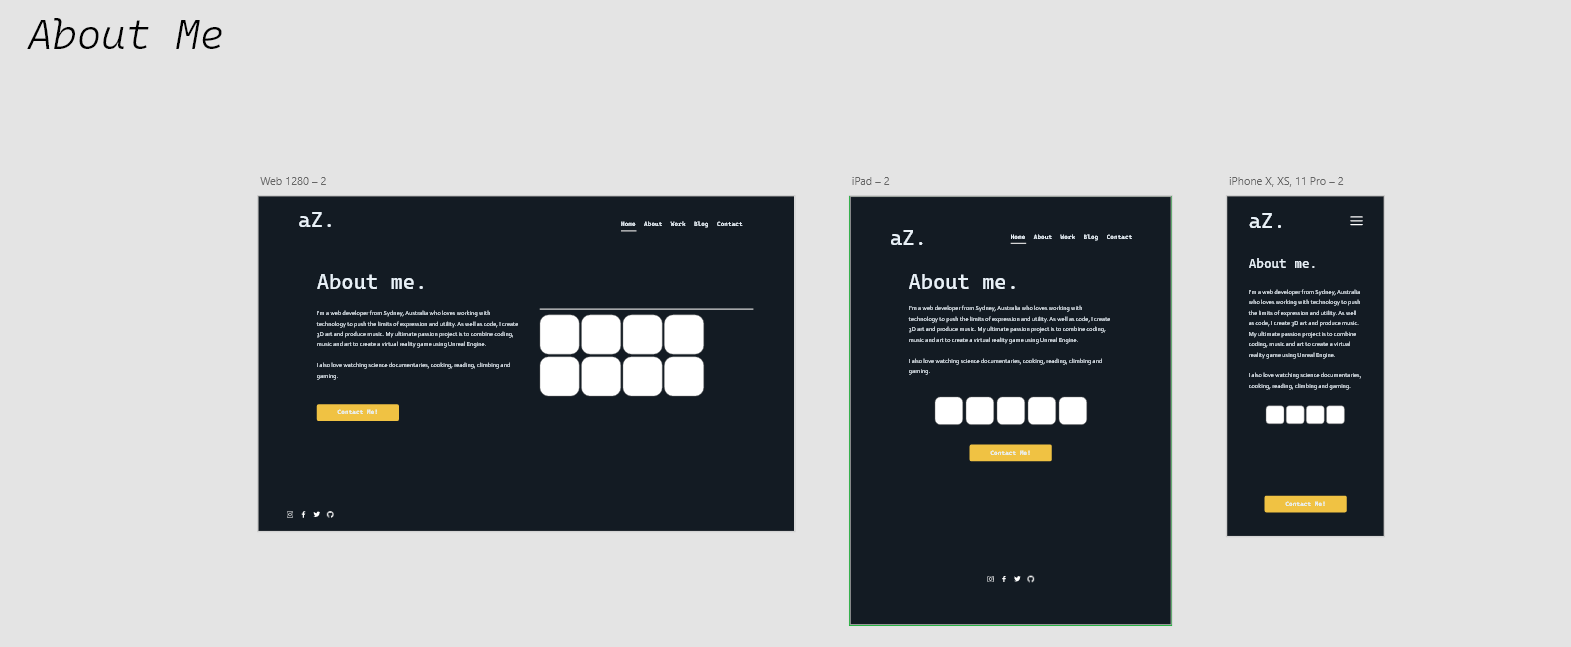 About Me
Web 1280 – 2
aZ.
Home About Work Blog Contact
About me.
I'm a web developer from Sydney, Australia who loves working with
technology to push the limits of expression and utility. As well as code, I create
3D art and produce music. My ultimate passion project is to combine coding,
music and art to create a virtual reality game using Unreal Engine.
I also love watching science documentaries, cooking, reading, climbing and
gaming.
Contact Me!
iPad – 2
aZ.
Home About Work Blog Contact
About me.
I'm a web developer from Sydney, Australia who loves working with
technology to push the limits of expression and utility. As well as code, I create
3D art and produce music. My ultimate passion project is to combine coding,
music and art to create a virtual reality game using Unreal Engine.
I also love watching science documentaries, cooking, reading, climbing and
gaming.
Contact Me!
iPhone X, XS, 11 Pro – 2
aZ.
About me.
I'm a web developer from Sydney, Australia
who loves working with technology to push
the limits of expression and utility. As well
as code, I create 3D art and produce music.
My ultimate passion project is to combine
coding, music and art to create a virtual
reality game using Unreal Engine.
I also love watching science documentaries,
cooking, reading, climbing and gaming.
Contact Me!